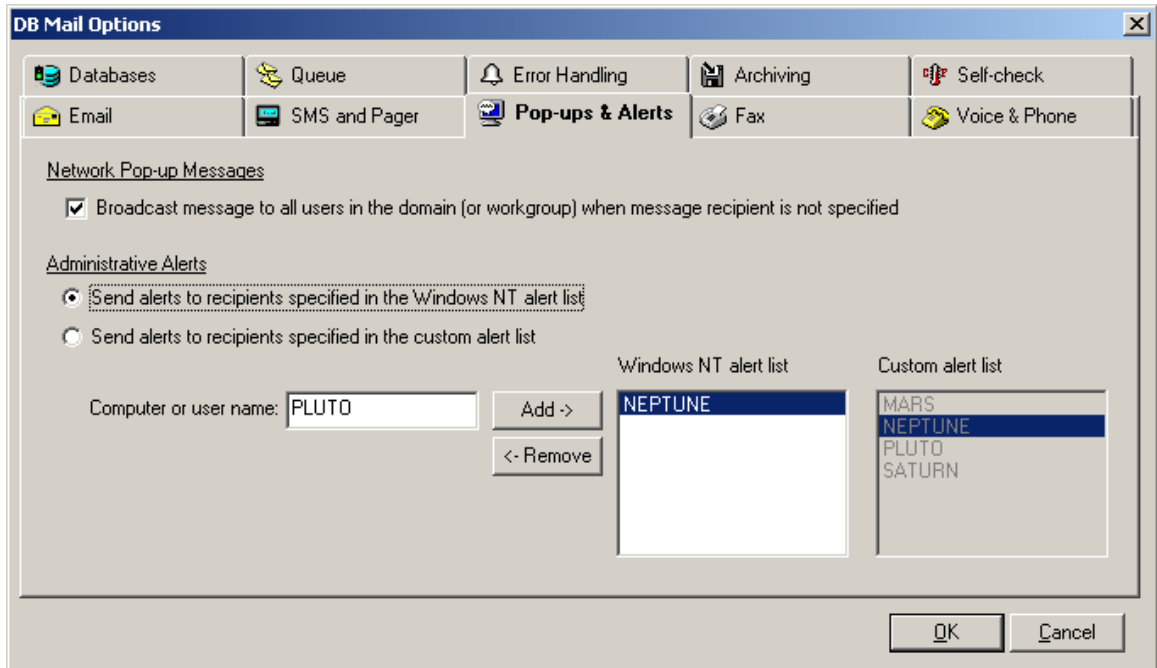 DB Mail Options
Databases Queue Error Handling Archiving Self-check
Email SMS and Pager Pop-ups & Alerts Fax Voice & Phone
Network Pop-up Messages
Broadcast message to all users in the domain (or workgroup) when message recipient is not specified
Administrative Alerts
Send alerts to recipients specified in the Windows NT alert list
Send alerts to recipients specified in the custom alert list
Windows NT alert list Custom alert list
Computer or user name: PLUTO Add -> NEPTUNE MARS
NEPTUNE
<- Remove PLUTO
SATURN
OK Cancel